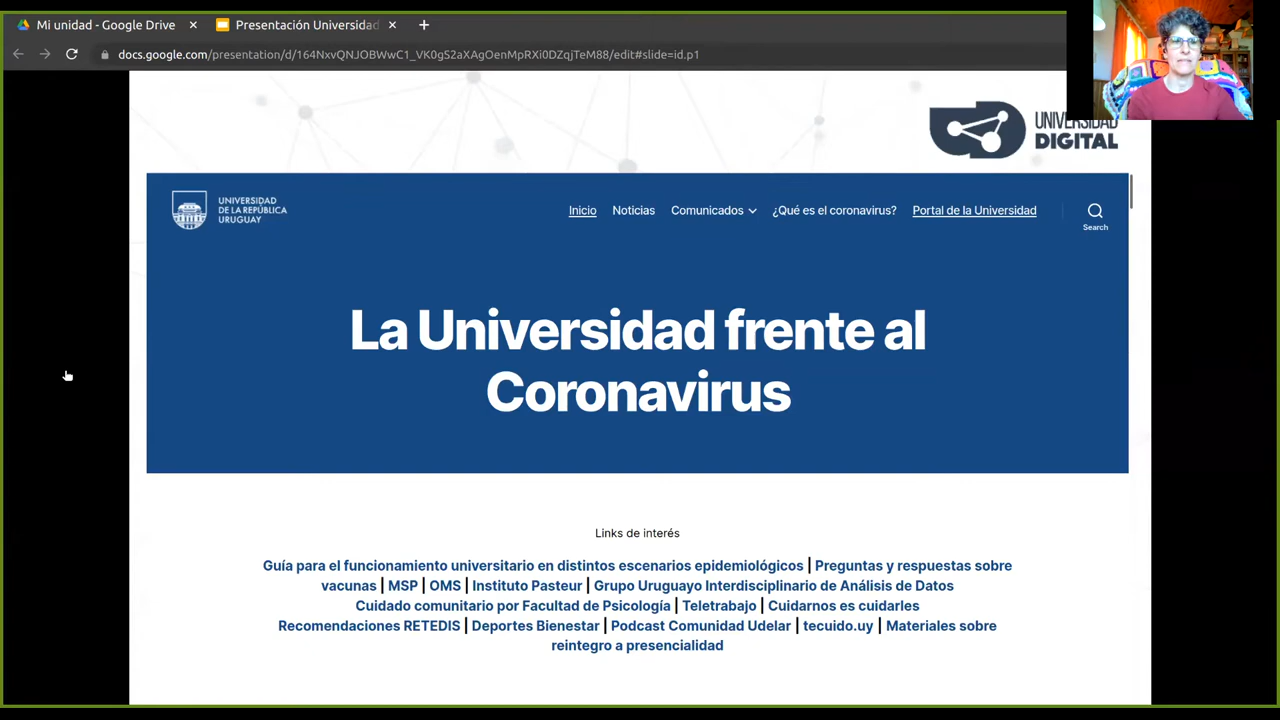 Mi unidad - Google Drive
Presentación Universidad
docs.google.com/presentation/d/164NxvQNJOBWwC1_VK0gS2axAgOenMpRXi0DZqjTeM88/edit#slide=id.p1
UNIVERSIDAD
DIGITAL
UNIVERSIDAD
DE LA REPÚBLICA
URUGUAY
Inicio Noticias Comunicados ¿Qué es el coronavirus? Portal de la Universidad
Search
La Universidad frente al
Coronavirus
Links de interés
Guía para el funcionamiento universitario en distintos escenarios epidemiológicos | Preguntas y respuestas sobre
vacunas | MSP | OMS | Instituto Pasteur | Grupo Uruguayo Interdisciplinario de Análisis de Datos
Cuidado comunitario por Facultad de Psicología | Teletrabajo | Cuidarnos es cuidarles
Recomendaciones RETEDIS | Deportes Bienestar | Podcast Comunidad Udelar | tecuido.uy | Materiales sobre
reintegro a presencialidad